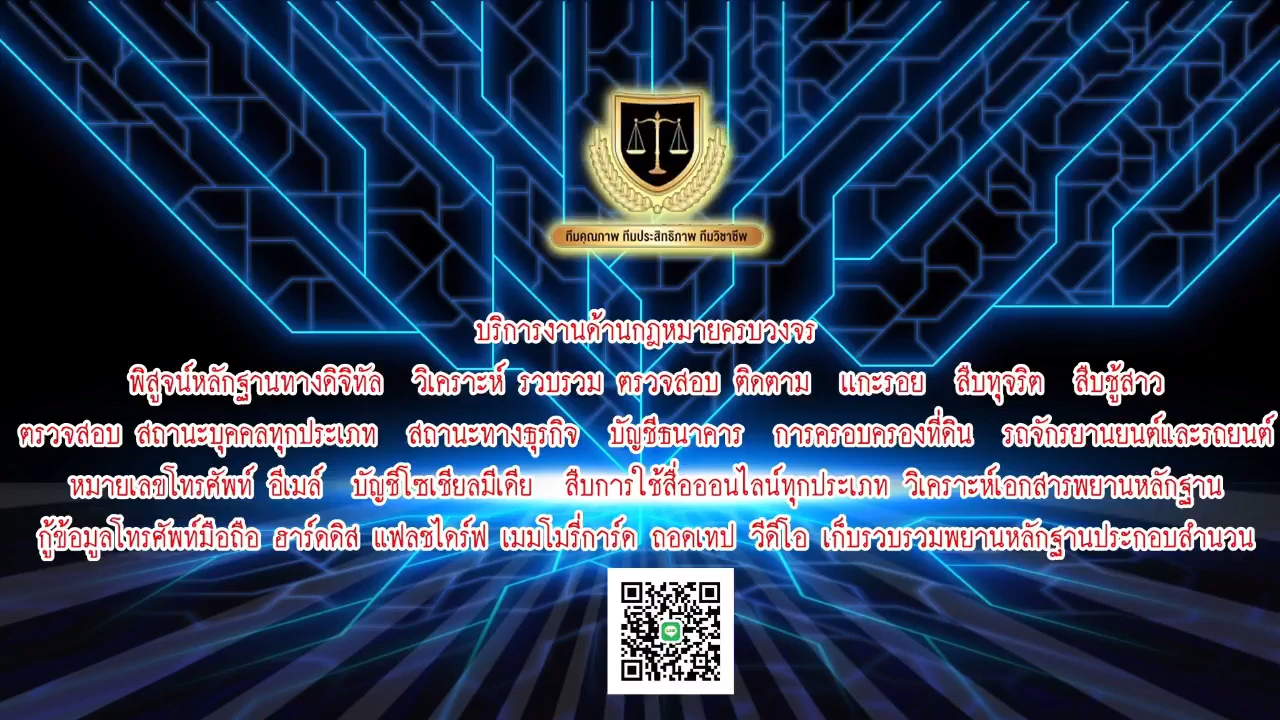 ทีมคุณภาพ ทีมประสิทธิภาพ ทีมวิชาชีพ
บริการงานด้านกฎหมายครบวงจร
พิสูจน์หลักฐานทางดิจิทัล วิเคราะห์ รวบรวม ตรวจสอบ ติดตาม แกะรอย สืบทุจริต สืบชู้สาว
ตรวจสอบ สถานะบุคคลทุกประเภท สถานะทางธุรกิจ บัญชีธนาคาร การครอบครองที่ดิน รถจักรยานยนต์และรถยนต์
หมายเลขโทรศัพท์ อีเมล์ บัญชีโซเชียลมีเดีย สืบการใช้สื่อออนไลน์ทุกประเภท วิเคราะห์เอกสารพยานหลักฐาน
กู้ข้อมูลโทรศัพท์มือถือ ฮาร์ดดิส แฟลชไดร์ฟ เมมโมรี่การ์ด ถอดเทป วีดีโอ เก็บรวบรวมพยานหลักฐานประกอบสำนวน